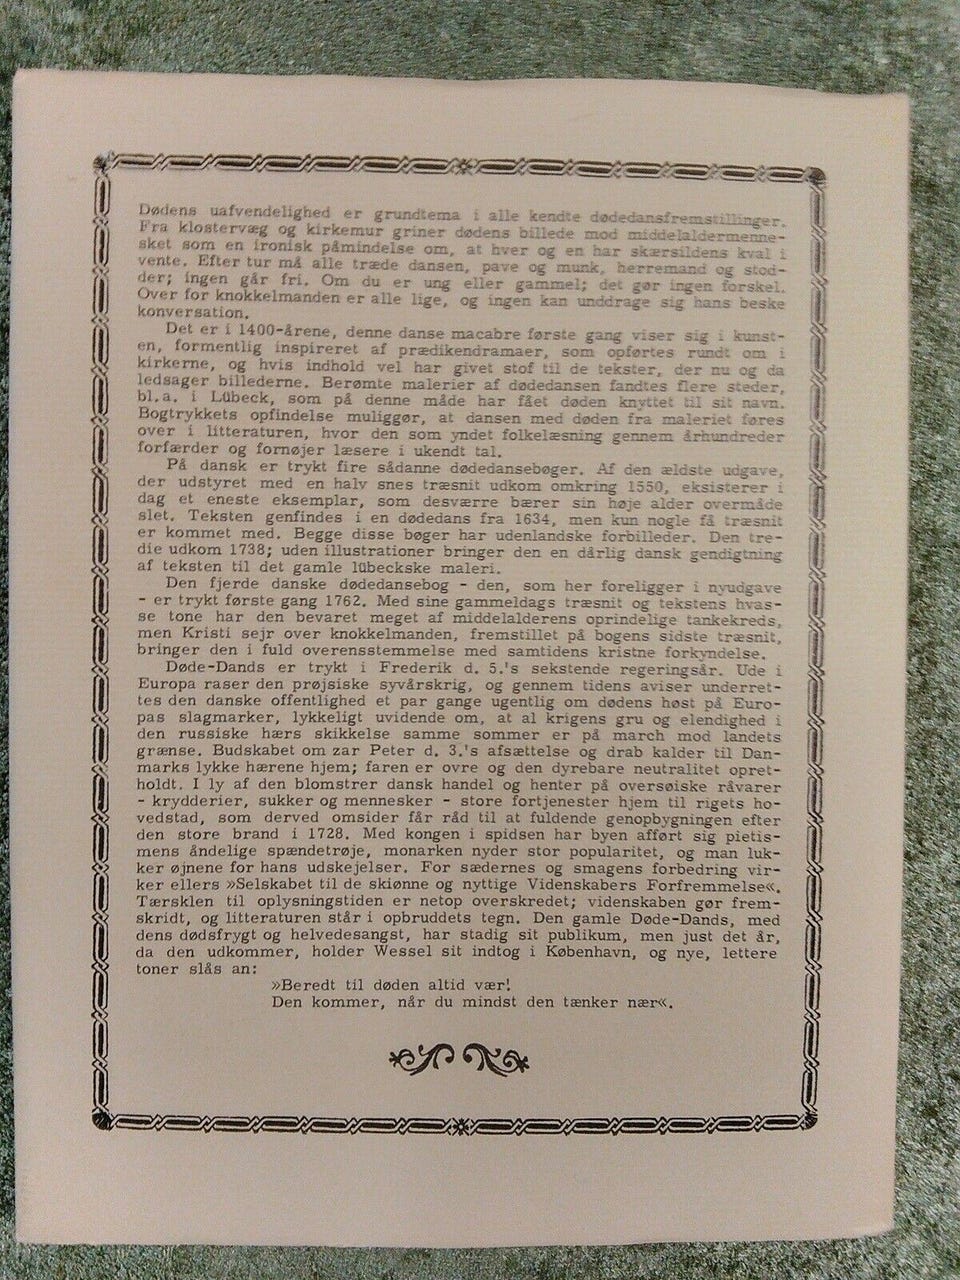 Dødens uafvendelighed er grundtema i alle kendte dødedansfremstillinger.
Fra klostervæg og kirkemur griner dødens billede mod middelaldermenne-
sket som en ironisk påmindelse om, at hver og en har skærsildens kval i
vente. Efter tur må alle træde dansen, pave og munk, herremand og stod-
der; ingen går fri. Om du er ung eller gammel; det gør ingen forskel.
Over for knokkelmanden er alle lige, og ingen kan unddrage sig hans beske
konversation.
Det er i 1400-årene, denne danse macabre første gang viser sig i kunst-
en, formentlig inspireret af prædikendramaer, som opførtes rundt om i
kirkerne, og hvis indhold vel har givet stof til de tekster, der nu og da
ledsager billederne. Berømte malerier af dødedansen fandtes flere steder,
bl.a. i Lübeck, som på denne måde har fået døden knyttet til sit navn.
Bogtrykkets opfindelse muliggør, at dansen med døden fra maleriet føres
over i litteraturen, hvor den som yndet folkelæsning gennem århundreder
forfærder og fornøjer læsere i ukendt tal.
På dansk er trykt fire sådanne dødedansebøger. Af den ældste udgave,
der udstyret med en halv snes træsnit udkom omkring 1550, eksisterer i
dag et eneste eksemplar, som desværre bærer sin høje alder overmåde
slet. Teksten genfindes i en dødedans fra 1634, men kun nogle få træsnit
er kommet med. Begge disse bøger har udenlandske forbilleder. Den tre-
die udkom 1738; uden illustrationer bringer den en dårlig dansk gendigtning
af teksten til det gamle lübeckske maleri.
Den fjerde danske dødedansebog - den, som her foreligger i nyudgave
- er trykt første gang 1762. Med sine gammeldags træsnit og tekstens hvas-
se tone har den bevaret meget af middelalderens oprindelige tankekreds,
men Kristi sejr over knokkelmanden, fremstillet på bogens sidste træsnit,
bringer den i fuld overensstemmelse med samtidens kristne forkyndelse.
Døde-Dands er trykt i Frederik d. 5.'s sekstende regeringsår. Ude i
Europa raser den prøjsiske syvårskrig, og gennem tidens aviser underret-
tes den danske offentlighed et par gange ugentlig om dødens høst på Euro-
pas slagmarker, lykkeligt uvidende om, at al krigens gru og elendighed i
den russiske hærs skikkelse samme sommer er på march mod landets
grænse. Budskabet om zar Peter d. 3.'s afsættelse og drab kalder til Dan-
marks lykke hærene hjem; faren er ovre og den dyrebare neutralitet opret-
holdt. I ly af den blomstrer dansk handel og henter på oversøiske råvarer
- krydderier, sukker og mennesker - store fortjenester hjem til rigets ho-
vedstad, som derved omsider får råd til at fuldende genopbygningen efter
den store brand i 1728. Med kongen i spidsen har byen afført sig pietis-
mens åndelige spændetrøje, monarken nyder stor popularitet, og man luk-
ker øjnene for hans udskejelser. For sædernes og smagens forbedring vir-
ker ellers »Selskabet til de skiønne og nyttige Videnskabers Forfremmelse«.
Tærsklen til oplysningstiden er netop overskredet; videnskaben gør frem-
skridt, og litteraturen står i opbruddets tegn. Den gamle Døde-Dands, med
dens dødsfrygt og helvedesangst, har stadig sit publikum, men just det år,
da den udkommer, holder Wessel sit indtog i København, og nye, lettere
toner slås an:
»Beredt til døden altid vær!
Den kommer, når du mindst den tænker nær«.